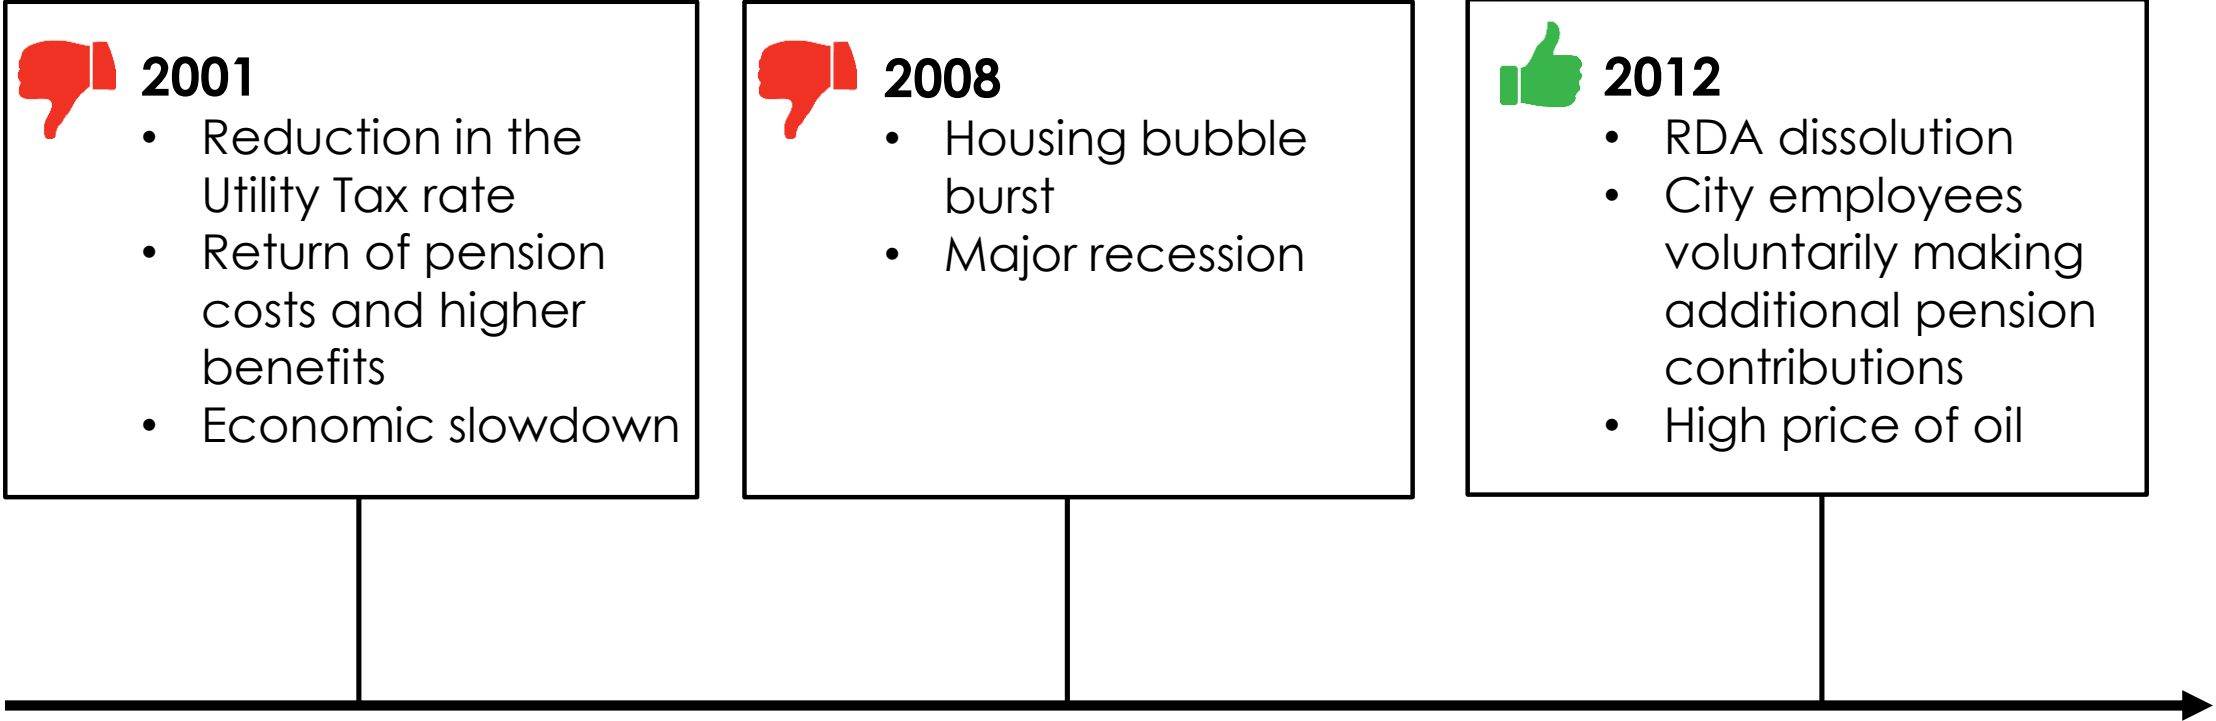 2001
• Reduction in the
Utility Tax rate
• Return of pension
costs and higher
benefits
• Economic slowdown
2008
• Housing bubble
burst
• Major recession
2012
• RDA dissolution
• City employees
voluntarily making
additional pension
contributions
• High price of oil